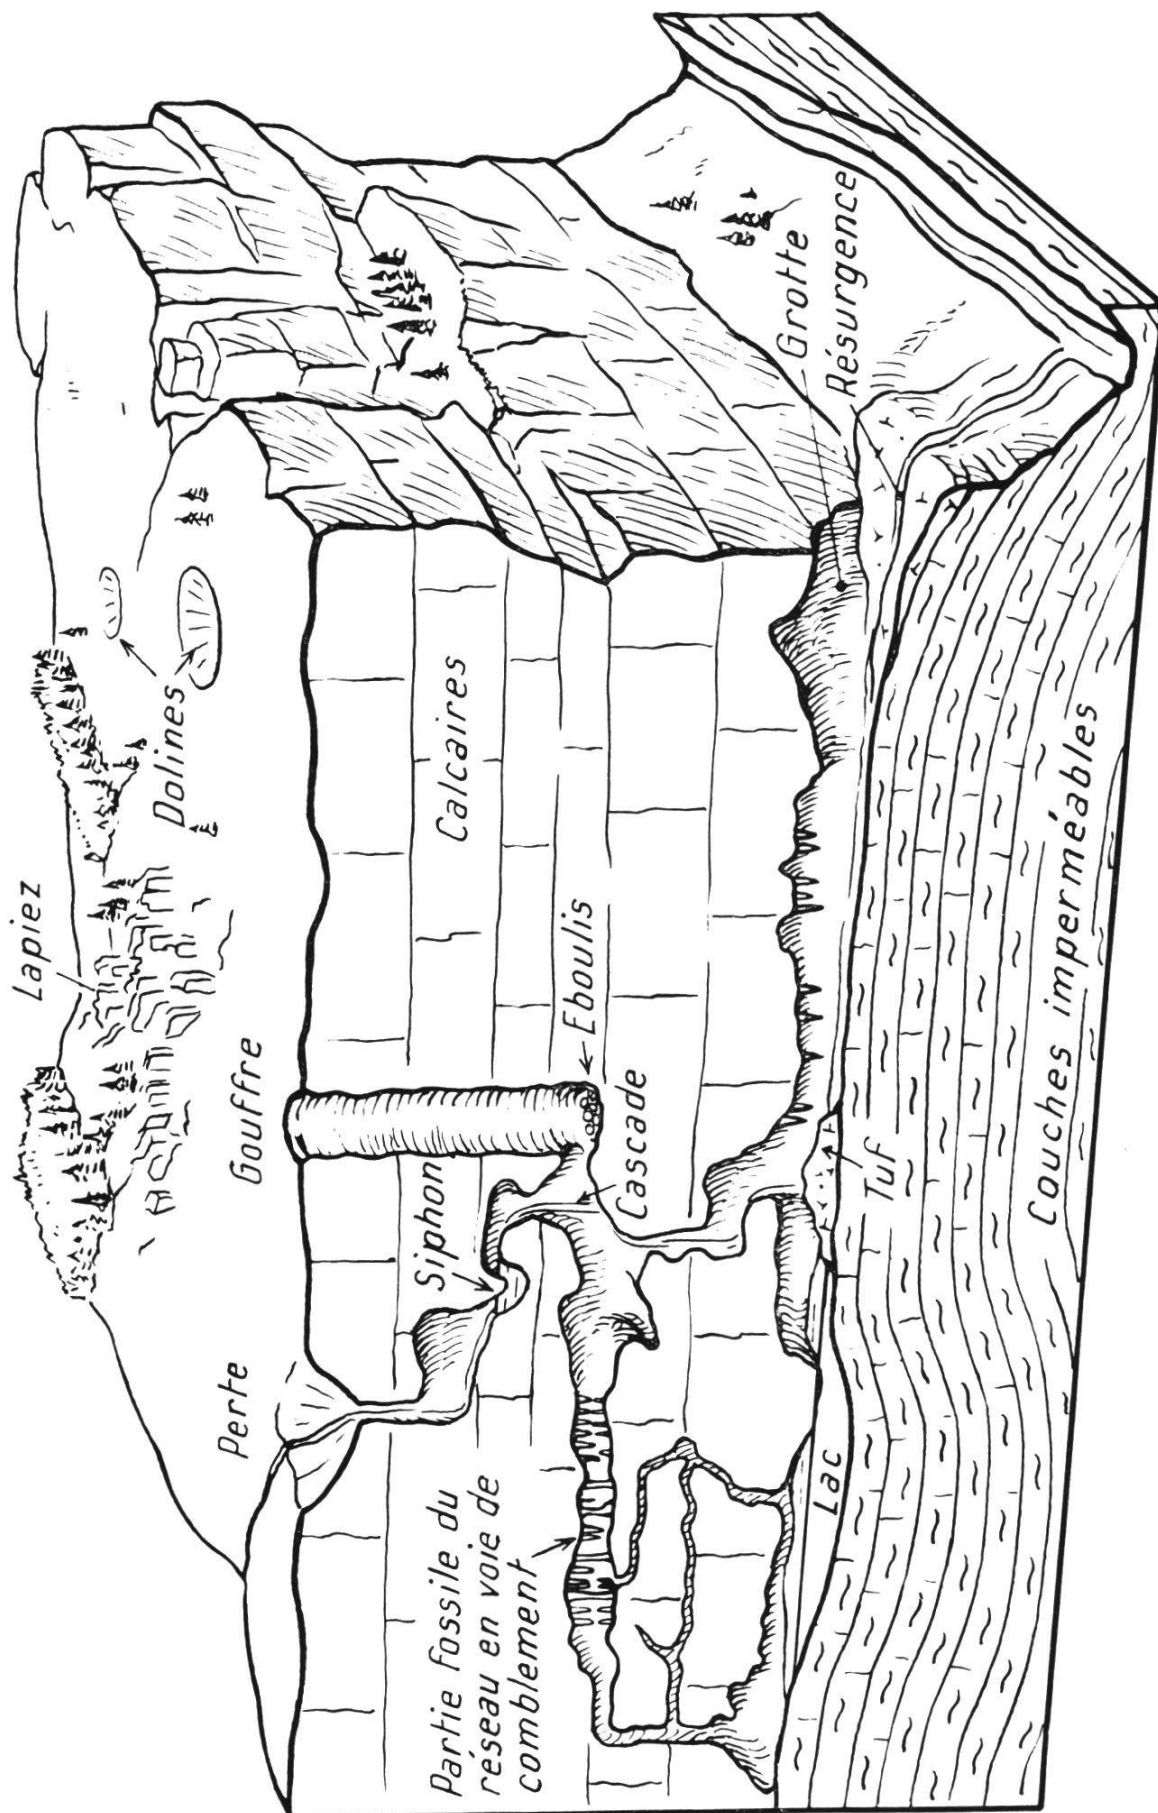 Lapiez
Dolines
Gouffre
Perte
Calcaires
Siphon
Eboulis
Cascade
Partie fossile du
réseau en voie de
comblement
Grotte
Résurgence
Lac
Tuf
Couches imperméables